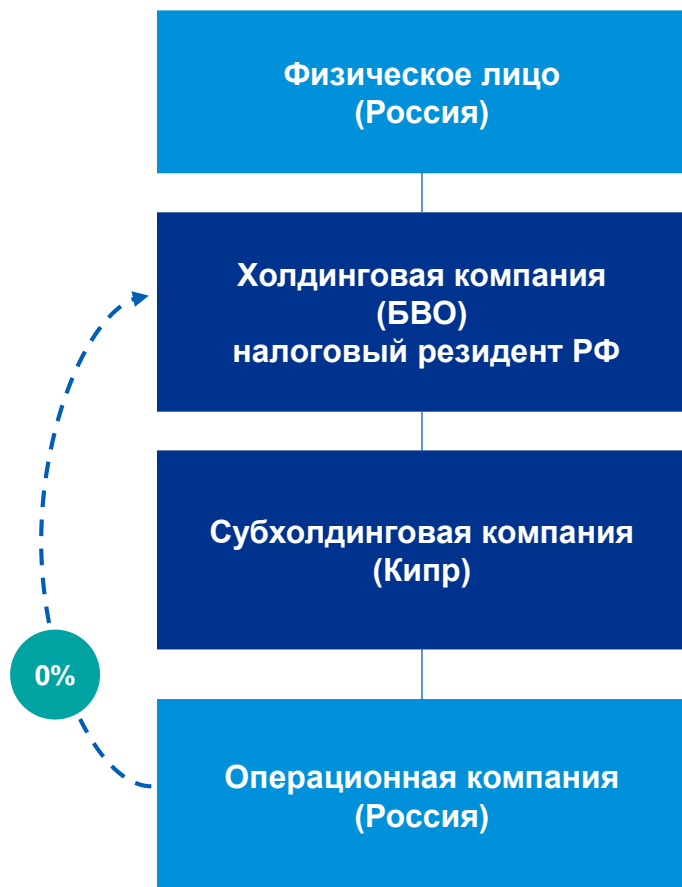 Физическое лицо
(Россия)
Холдинговая компания
(БВО)
налоговый резидент РФ
Субхолдинговая компания
(Кипр)
0%
Операционная компания
(Россия)